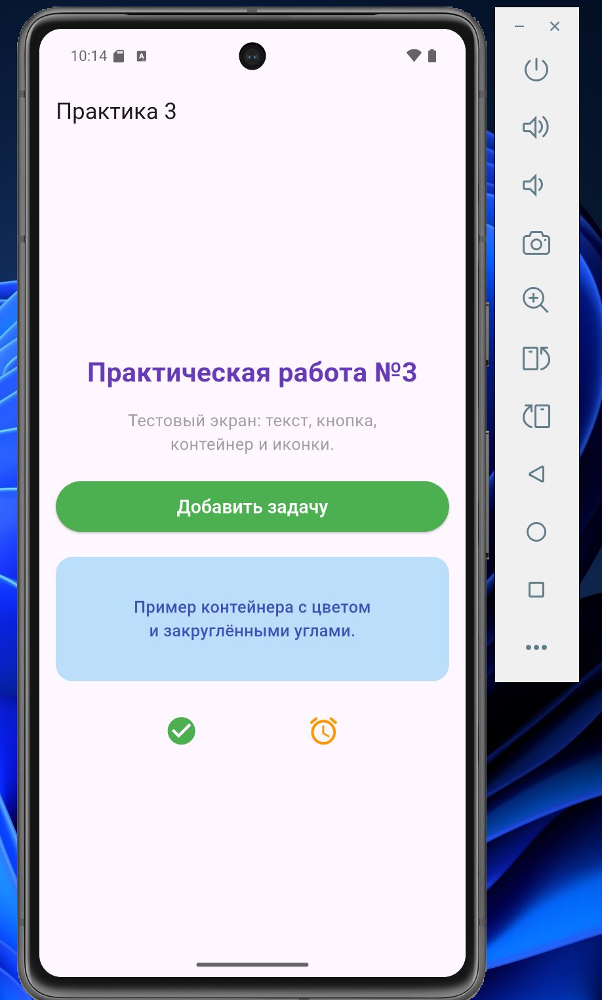 10:14
Практика 3
Практическая работа №3
Тестовый экран: текст, кнопка,
контейнер и иконки.
Добавить задачу
Пример контейнера с цветом
и закруглёнными углами.